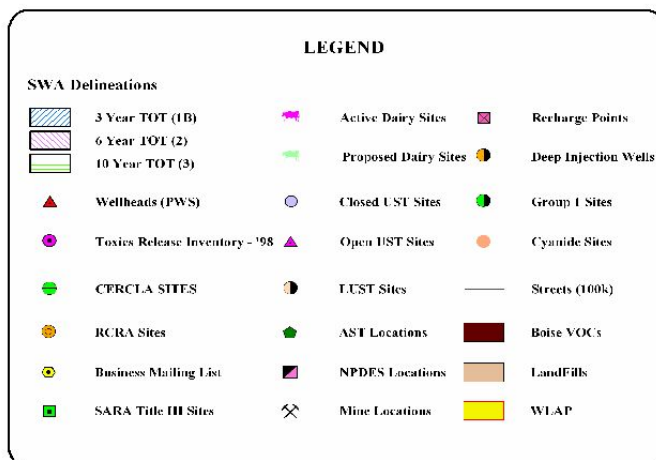 LEGEND
SWA Delineations
3 Year TOT (1B)
6 Year TOT (2)
10 Year TOT (3)
Wellheads (PWS)
Toxics Release Inventory - '98
CERCLA SITES
RCRA Sites
Business Mailing List
SARA Title III Sites
Active Dairy Sites
Proposed Dairy Sites
Closed UST Sites
Open UST Sites
LUST Sites
AST Locations
NPDES Locations
Mine Locations
Recharge Points
Deep Injection Wells
Group 1 Sites
Cyanide Sites
Streets (100k)
Boise VOCs
LandFills
WLAP